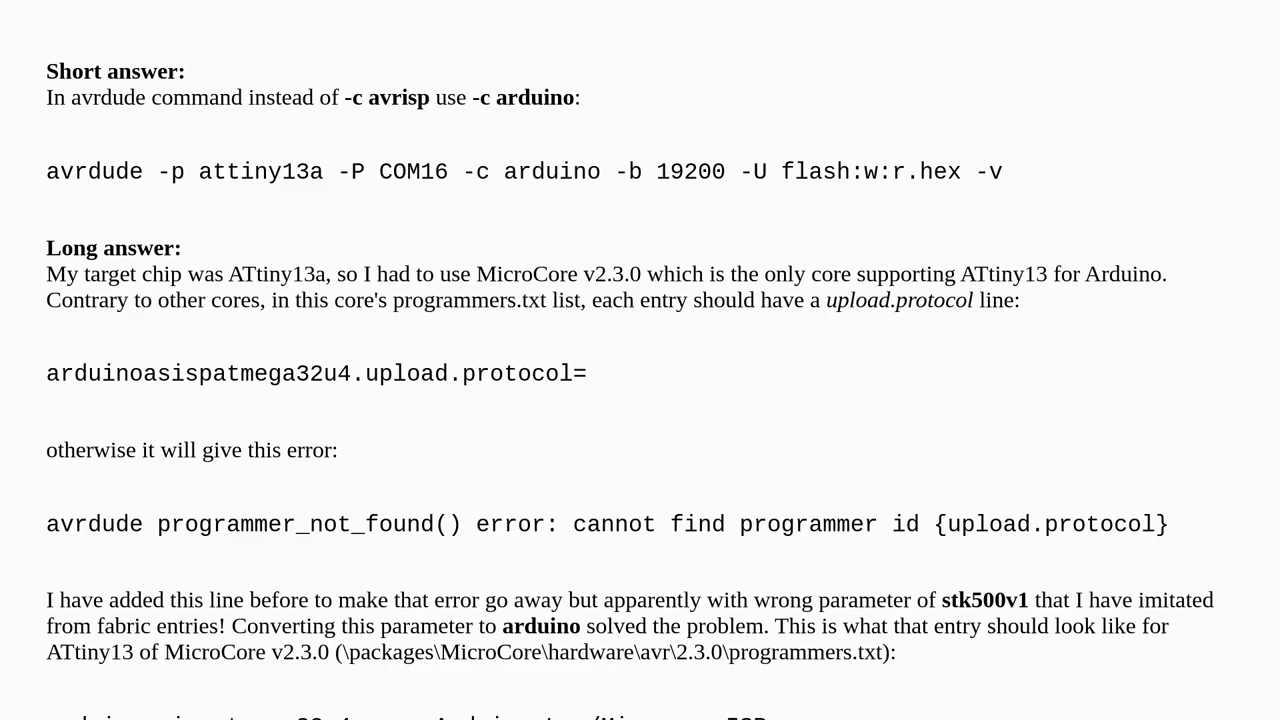 Short answer:
In avrdude command instead of -c avrisp use -c arduino:
avrdude -p attiny13a -P COM16 -c arduino -b 19200 -U flash:w:r.hex -v
Long answer:
My target chip was ATtiny13a, so I had to use MicroCore v2.3.0 which is the only core supporting ATtiny13 for Arduino.
Contrary to other cores, in this core's programmers.txt list, each entry should have a upload.protocol line:
arduinoasispatmega32u4.upload.protocol=
otherwise it will give this error:
avrdude programmer_not_found() error: cannot find programmer id {upload.protocol}
I have added this line before to make that error go away but apparently with wrong parameter of stk500v1 that I have imitated
from fabric entries! Converting this parameter to arduino solved the problem. This is what that entry should look like for
ATtiny13 of MicroCore v2.3.0 (\packages\MicroCore\hardware\avr\2.3.0\programmers.txt):